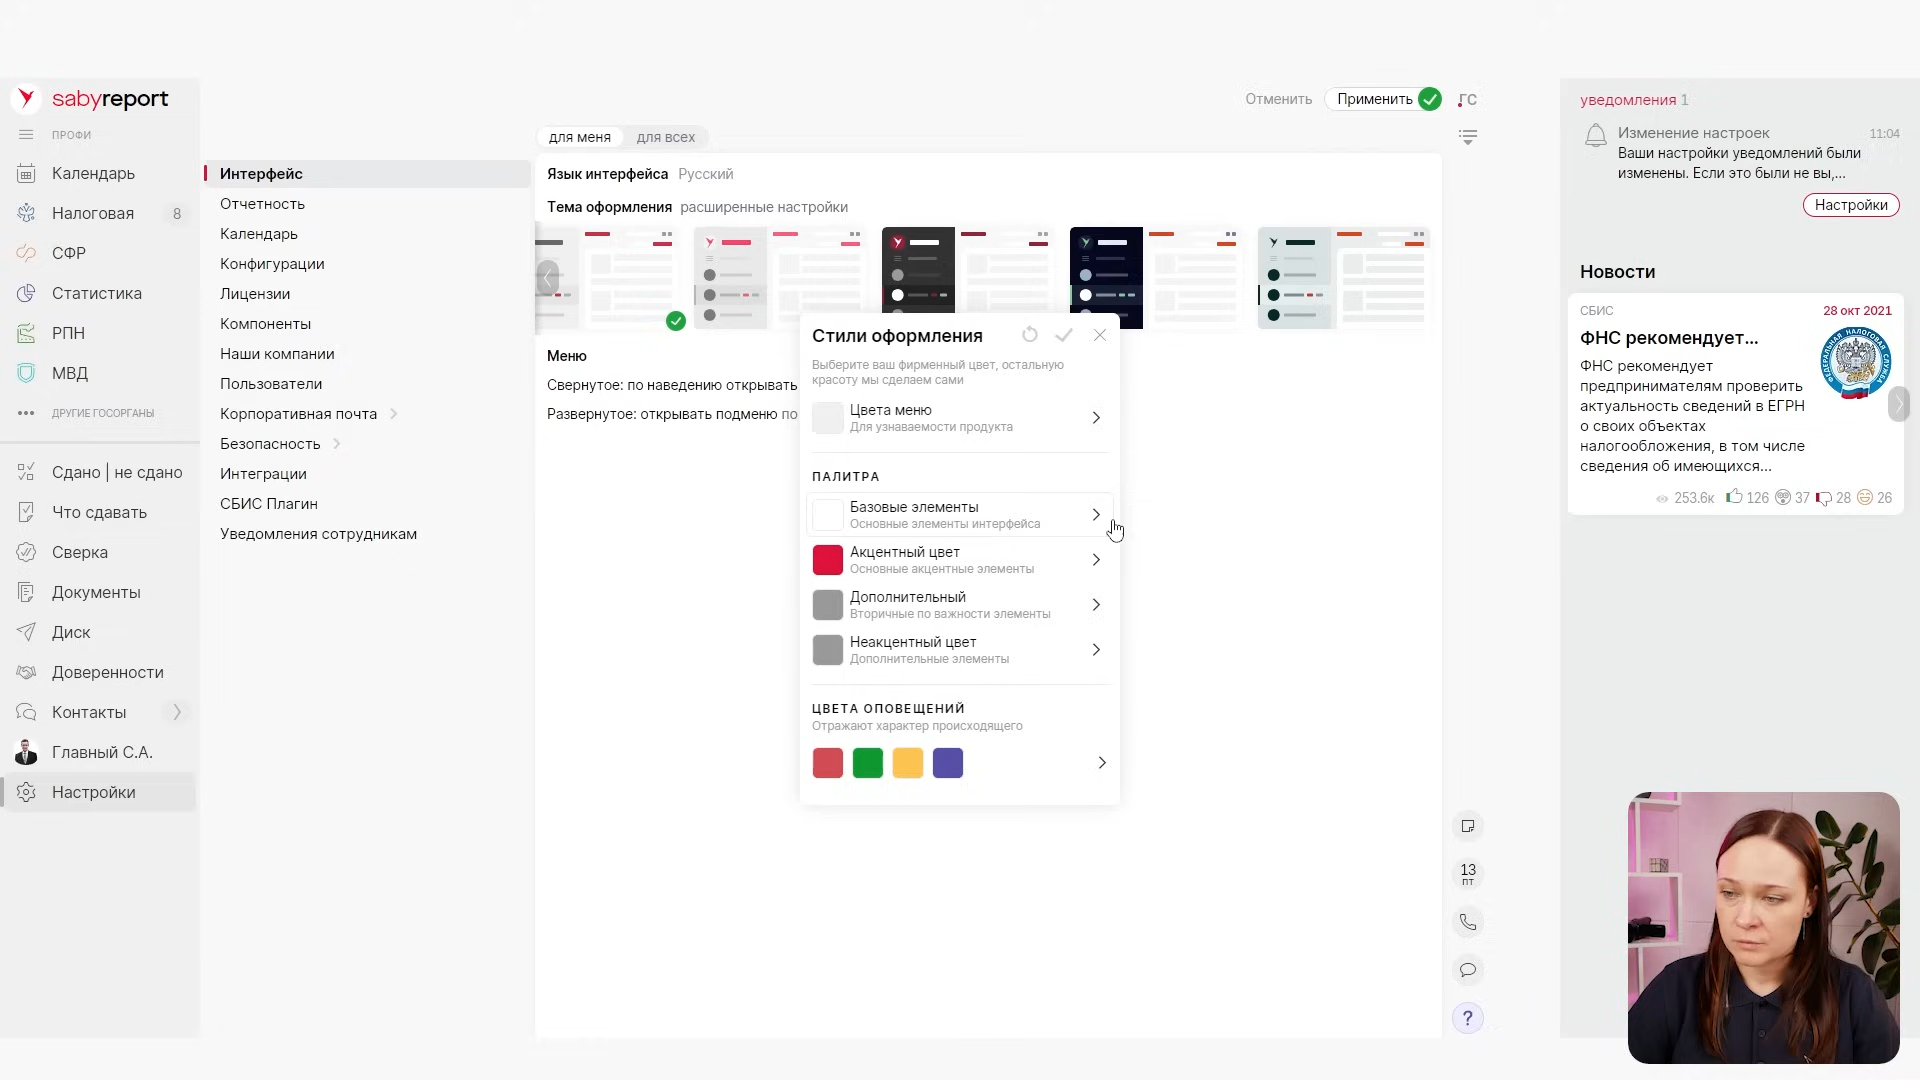 sabyreport
ПРОФИ
Календарь
Налоговая 8
СФР
Статистика
РПН
МВД
ДРУГИЕ ГОСОРГАНЫ
Сдано | не сдано
Что сдавать
Сверка
Документы
Диск
Доверенности
Контакты
Главный С.А.
Настройки
Интерфейс
Отчетность
Календарь
Конфигурации
Лицензии
Компоненты
Наши компании
Пользователи
Корпоративная почта
Безопасность
Интеграции
СБИС Плагин
Уведомления сотрудникам
Отменить
Применить
ГС
для меня для всех
Язык интерфейса Русский
Тема оформления расширенные настройки
Меню
Свернутое: по наведению открывать
Развернутое: открывать подменю по
Стили оформления
Выберите ваш фирменный цвет, остальную
красоту мы сделаем сами
Цвета меню
Для узнаваемости продукта
ПАЛИТРА
Базовые элементы
Основные элементы интерфейса
Акцентный цвет
Основные акцентные элементы
Дополнительный
Вторичные по важности элементы
Неакцентный цвет
Дополнительные элементы
ЦВЕТА ОПОВЕЩЕНИЙ
Отражают характер происходящего
13
ПТ
?
уведомления 1
Изменение настроек 11:04
Ваши настройки уведомлений были
изменены. Если это были не вы,...
Настройки
Новости
СБИС 28 окт 2021
ФНС рекомендует...
ФНС рекомендует
предпринимателям проверить
актуальность сведений в ЕГРН
о своих объектах
налогообложения, в том числе
сведения об имеющихся...
253.6к 126 37 28 26